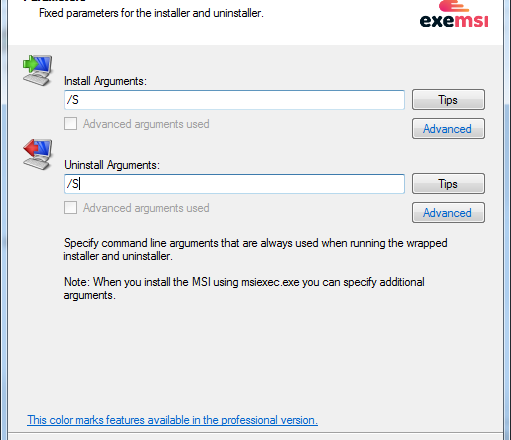 Fixed parameters for the installer and uninstaller.
exemsi
Install Arguments:
/S
Tips
Advanced arguments used
Advanced
Uninstall Arguments:
/S
Tips
Advanced arguments used
Advanced
Specify command line arguments that are always used when running the wrapped
installer and uninstaller.
Note: When you install the MSI using msiexec.exe you can specify additional
arguments.
This color marks features available in the professional version.